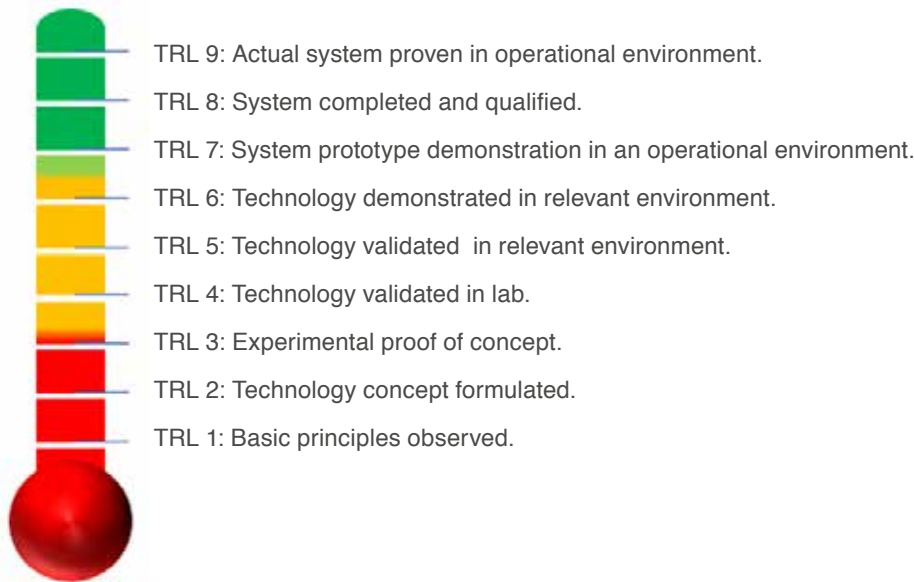 TRL 9: Actual system proven in operational environment.
TRL 8: System completed and qualified.
TRL 7: System prototype demonstration in an operational environment.
TRL 6: Technology demonstrated in relevant environment.
TRL 5: Technology validated  in relevant environment.
TRL 4: Technology validated in lab.
TRL 3: Experimental proof of concept.
TRL 2: Technology concept formulated.
TRL 1: Basic principles observed.